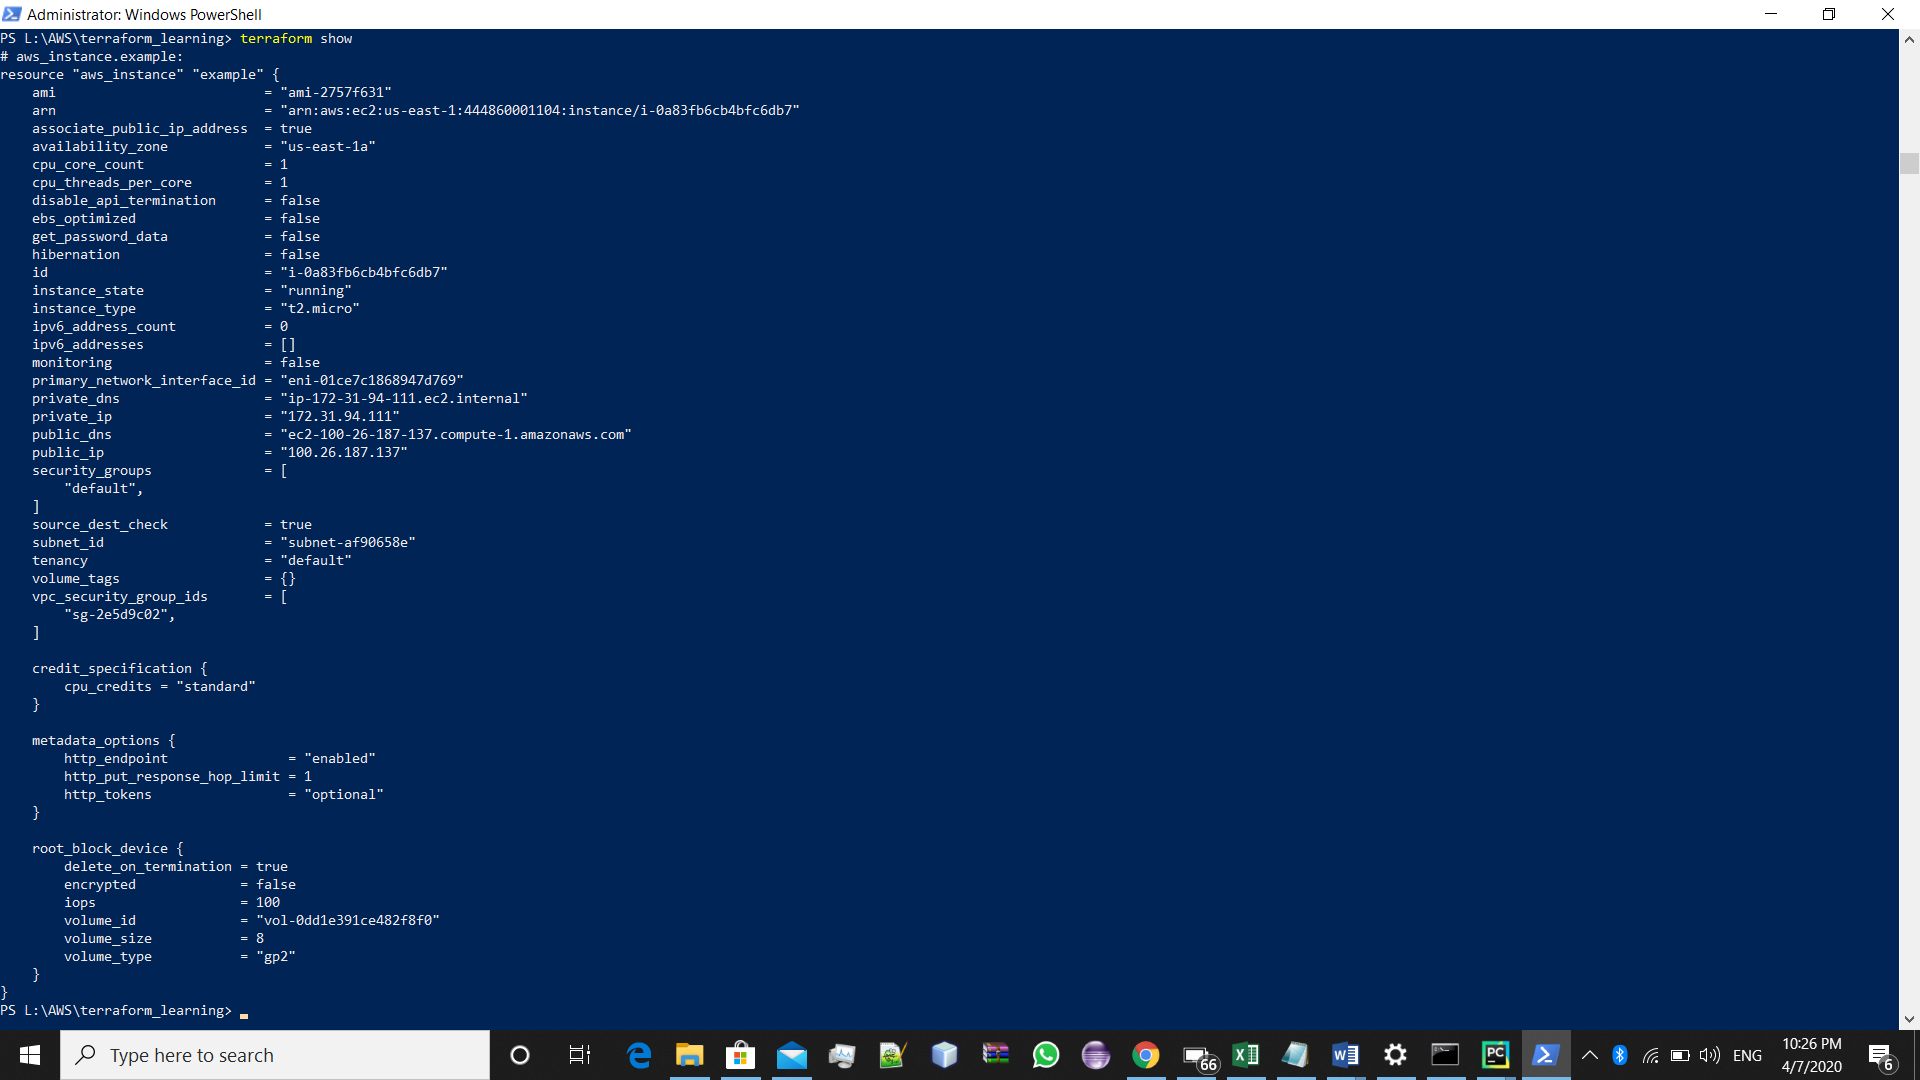 Administrator: Windows PowerShell
PS L:\AWS\terraform_learning> terraform show
# aws_instance.example:
resource "aws_instance" "example" {
    ami                          = "ami-2757f631"
    arn                          = "arn:aws:ec2:us-east-1:444860001104:instance/i-0a83fb6cb4bfc6db7"
    associate_public_ip_address  = true
    availability_zone            = "us-east-1a"
    cpu_core_count               = 1
    cpu_threads_per_core         = 1
    disable_api_termination      = false
    ebs_optimized                = false
    get_password_data            = false
    hibernation                  = false
    id                           = "i-0a83fb6cb4bfc6db7"
    instance_state               = "running"
    instance_type                = "t2.micro"
    ipv6_address_count           = 0
    ipv6_addresses               = []
    monitoring                   = false
    primary_network_interface_id = "eni-01ce7c1868947d769"
    private_dns                  = "ip-172-31-94-111.ec2.internal"
    private_ip                   = "172.31.94.111"
    public_dns                   = "ec2-100-26-187-137.compute-1.amazonaws.com"
    public_ip                    = "100.26.187.137"
    security_groups              = [
        "default",
    ]
    source_dest_check            = true
    subnet_id                    = "subnet-af90658e"
    tenancy                      = "default"
    volume_tags                  = {}
    vpc_security_group_ids       = [
        "sg-2e5d9c02",
    ]

    credit_specification {
        cpu_credits = "standard"
    }

    metadata_options {
        http_endpoint               = "enabled"
        http_put_response_hop_limit = 1
        http_tokens                 = "optional"
    }

    root_block_device {
        delete_on_termination = true
        encrypted             = false
        iops                  = 100
        volume_id             = "vol-0dd1e391ce482f8f0"
        volume_size           = 8
        volume_type           = "gp2"
    }
}
PS L:\AWS\terraform_learning>
Type here to search
66
PC
ENG
10:26 PM
4/7/2020
6